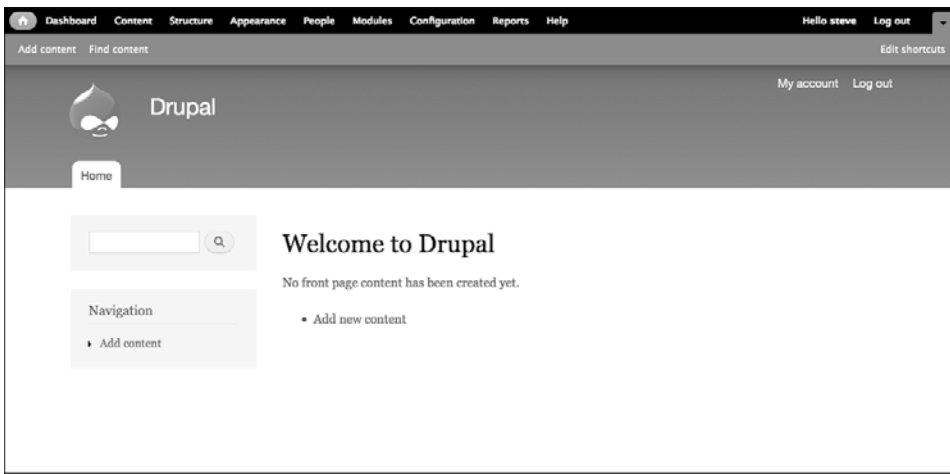 Dashboard Content Structure Appearance People Modules Configuration Reports Help Hello steve Log out
Add content Find content Edit shortcuts
My account Log out
Drupal
Home
Welcome to Drupal
No front page content has been created yet.
Navigation
Add new content
Add content